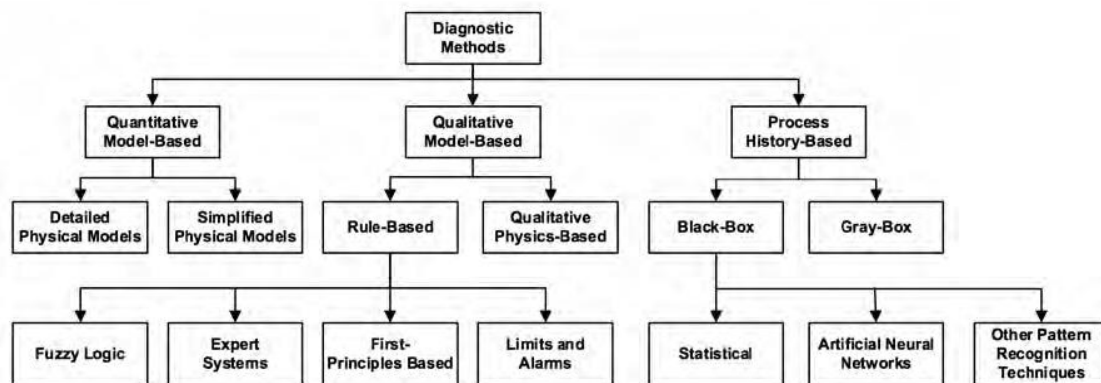 Diagnostic
Methods
Quantitative
Model-Based
Qualitative
Model-Based
Process
History-Based
Detailed
Physical Models
Simplified
Physical Models
Rule-Based
Qualitative
Physics-Based
Black-Box
Gray-Box
Fuzzy Logic
Expert
Systems
First-
Principles Based
Limits and
Alarms
Statistical
Artificial Neural
Networks
Other Pattern
Recognition
Techniques